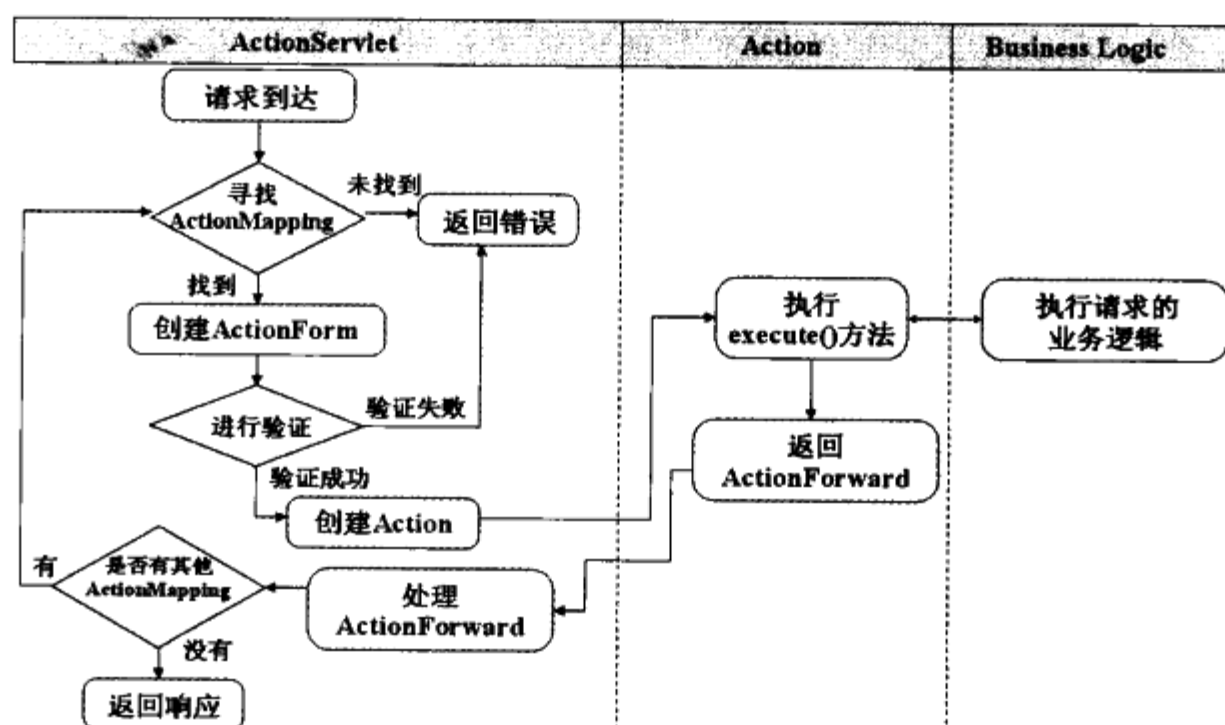 ActionServlet
Action
Business Logic
请求到达
寻找
ActionMapping
未找到
返回错误
找到
创建ActionForm
进行验证
验证失败
验证成功
创建Action
执行
execute()方法
执行请求的
业务逻辑
返回
ActionForward
处理
ActionForward
是否有其他
ActionMapping
有
没有
返回响应